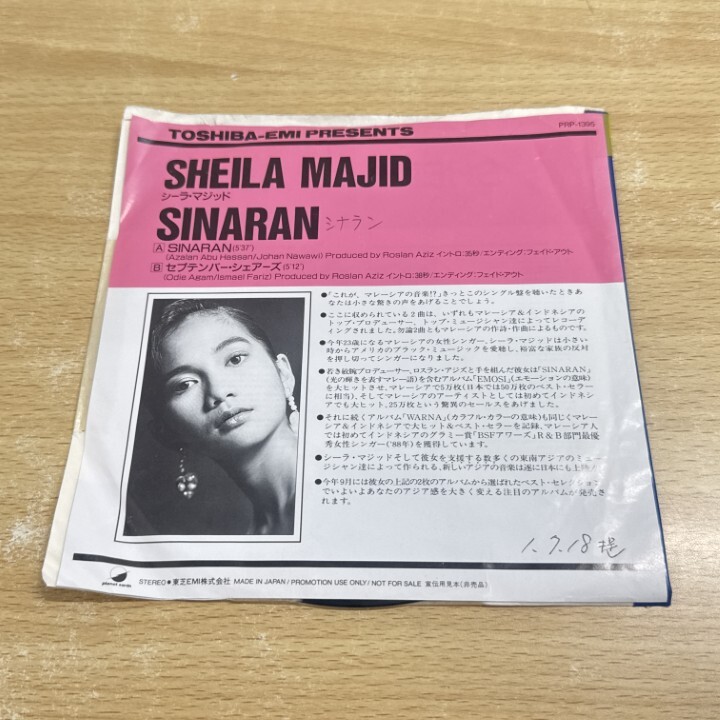 TOSHIBA-EMI PRESENTS
PRP-1395
SHEILA MAJID
シーラ・マジッド
SINARAN シナラン
A SINARAN (5'37")
(Azalan Abu Hassan/Johan Nawawi) Produced by Roslan Aziz イントロ:35秒/エンディング:フェイド・アウト
B セプテンバー・シェアーズ (5'12")
(Odie Agam/Ismael Fariz) Produced by Roslan Aziz イントロ:36秒/エンディング:フェイド・アウト
●「これが、マレーシアの音楽!?」きっとこのシングル盤を聴いたときあ
なたは小さな驚きの声をあげることでしょう。
●ここに収められている2曲は、いずれもマレーシア&インドネシアの
トップ・プロデューサー、トップ・ミュージシャン達によってレコーデ
ィングされました。勿論2曲ともマレーシアの作詩・作曲によるものです。
●今年23歳になるマレーシアの女性シンガー、シーラ・マジッドは小さい
時からアメリカのブラック・ミュージックを愛聴し、裕富な家族の反対
を押し切ってシンガーになりました。
●若き敏腕プロデューサー、ロスラン・アジズと手を組んだ彼女は「SINARAN」
(光の輝きを表すマレー語)を含むアルバム「EMOSI」(エモーションの意味)
を大ヒットさせ、マレーシアで5万枚(日本では50万枚のベスト・セラー
に相当)、そしてマレーシアのアーティストとしては初めてインドネシ
アでも大ヒット、25万枚という驚異のセールスをあげました。
●それに続くアルバム「WARNA」(カラフル・カラーの意味)も同じくマレー
シア&インドネシアで大ヒット&ベスト・セラーを記録、マレーシア人
では初めてインドネシアのグラミー賞「BSFアワーズ」R&B部門最優
秀女性シンガー('88年)を獲得しています。
●シーラ・マジッドそして彼女を支援する数多くの東南アジアのミュー
ジシャン達によって作られる、新しいアジアの音楽は遂に日本にも上陸!
●今年9月には彼女の上記の2枚のアルバムから選ばれたベスト・セレクション
でいよいよあなたのアジア感を大きく変える注目のアルバムが発売さ
れます。
1.7.18
STEREO●東芝EMI株式会社 MADE IN JAPAN / PROMOTION USE ONLY / NOT FOR SALE 宣伝用見本(非売品)